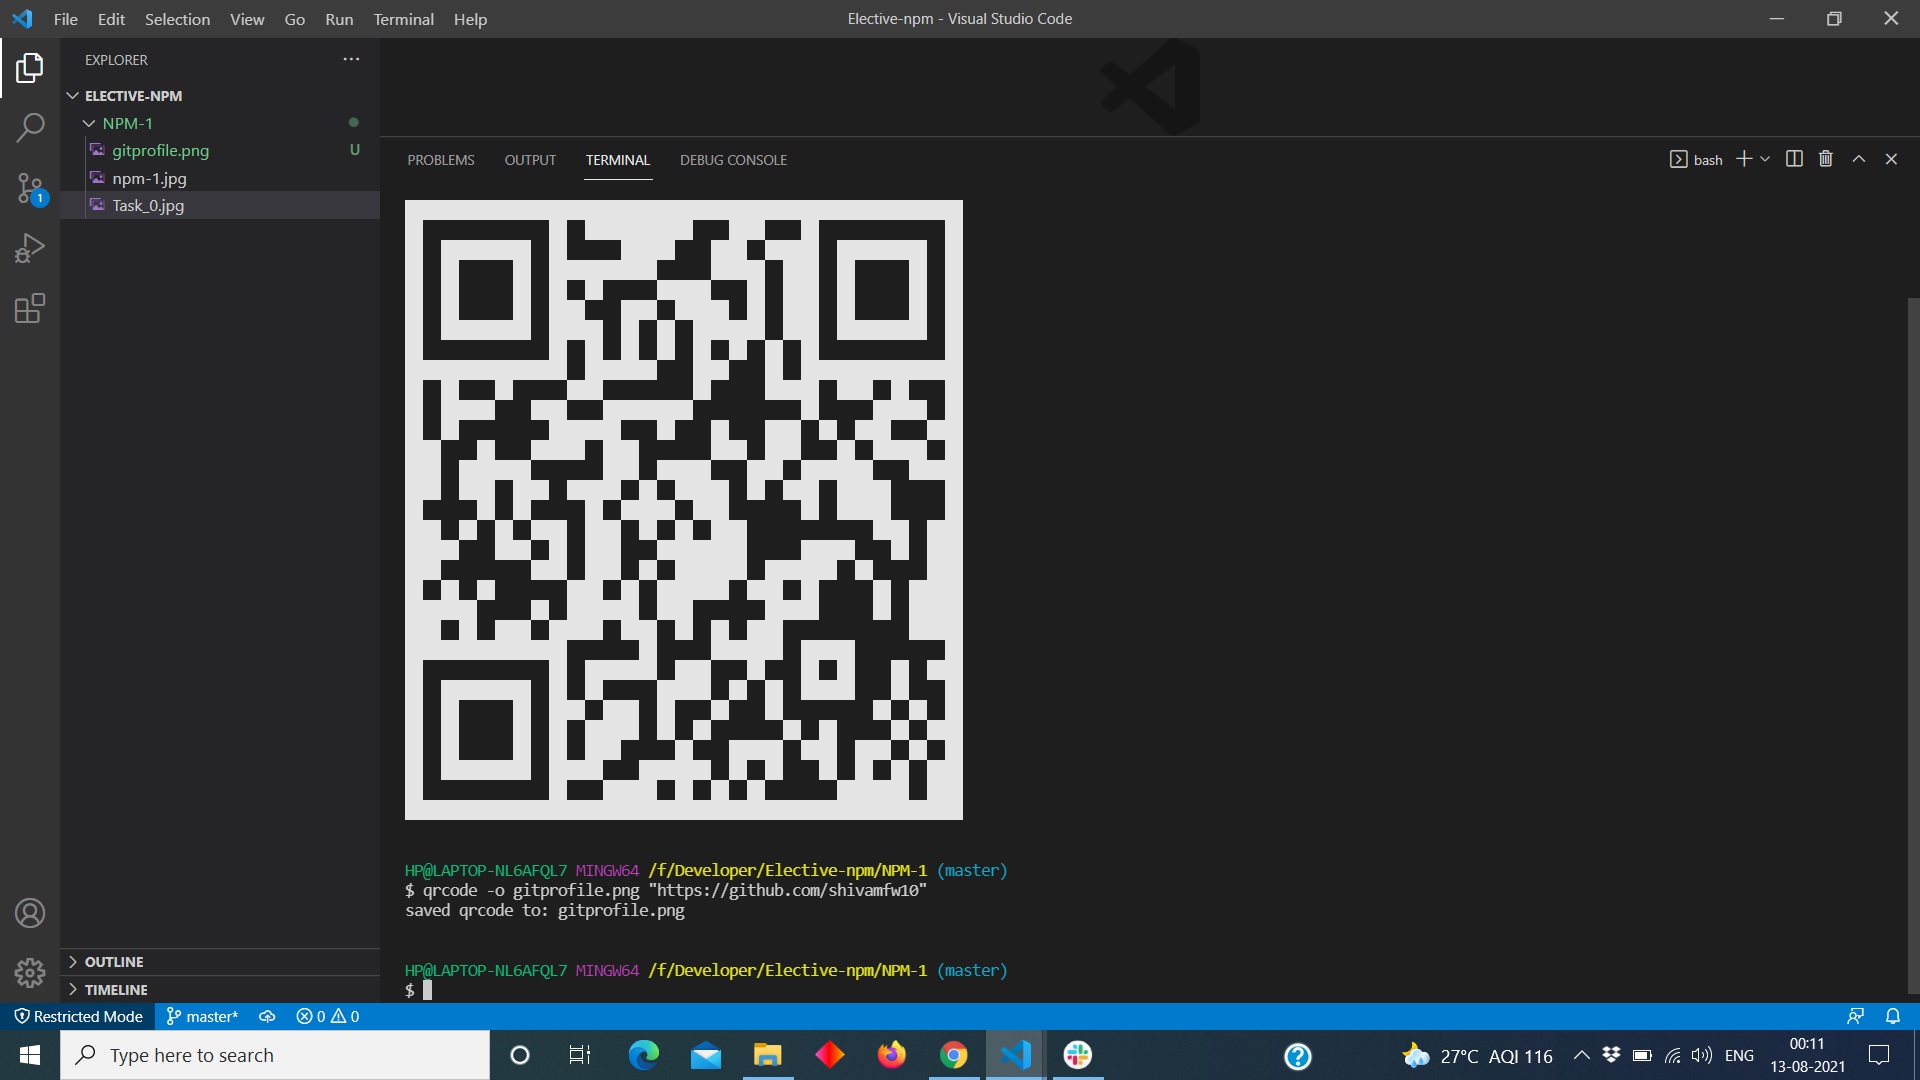 File Edit Selection View Go Run Terminal Help
Elective-npm - Visual Studio Code
EXPLORER
ELECTIVE-NPM
NPM-1
gitprofile.png U
npm-1.jpg
Task_0.jpg
1
PROBLEMS OUTPUT TERMINAL DEBUG CONSOLE
bash
HP@LAPTOP-NL6AFQL7 MINGW64 /f/Developer/Elective-npm/NPM-1 (master)
$ qrcode -o gitprofile.png "https://github.com/shivamfw10"
saved qrcode to: gitprofile.png
HP@LAPTOP-NL6AFQL7 MINGW64 /f/Developer/Elective-npm/NPM-1 (master)
$
OUTLINE
TIMELINE
Restricted Mode master* 0 0
Type here to search
27°C AQI 116 ENG
00:11
13-08-2021